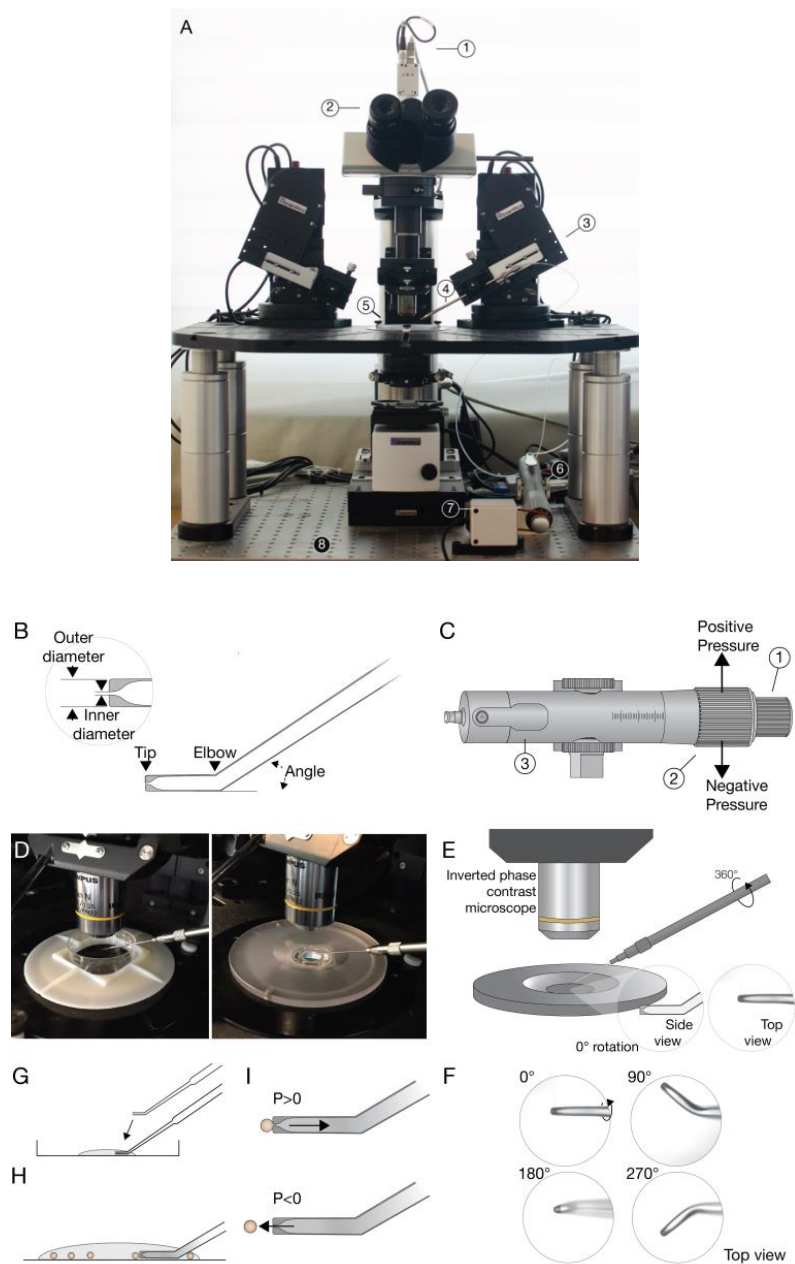 A
1
2
3
4
5
6
7
8
B
Outer
diameter
Inner
diameter
Tip
Elbow
Angle
C
Positive
Pressure
1
2
3
Negative
Pressure
D
E
Inverted phase
contrast
microscope
360°
Side
view
Top
view
0° rotation
G
H
I
P>0
P<0
F
0°
90°
180°
270°
Top view